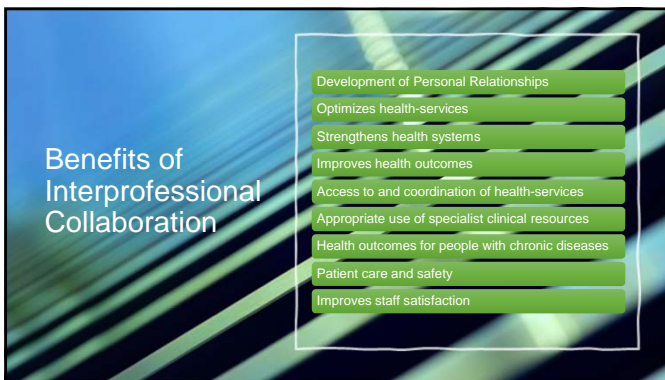 Benefits of
Interprofessional
Collaboration
Development of Personal Relationships
Optimizes health-services
Strengthens health systems
Improves health outcomes
Access to and coordination of health-services
Appropriate use of specialist clinical resources
Health outcomes for people with chronic diseases
Patient care and safety
Improves staff satisfaction